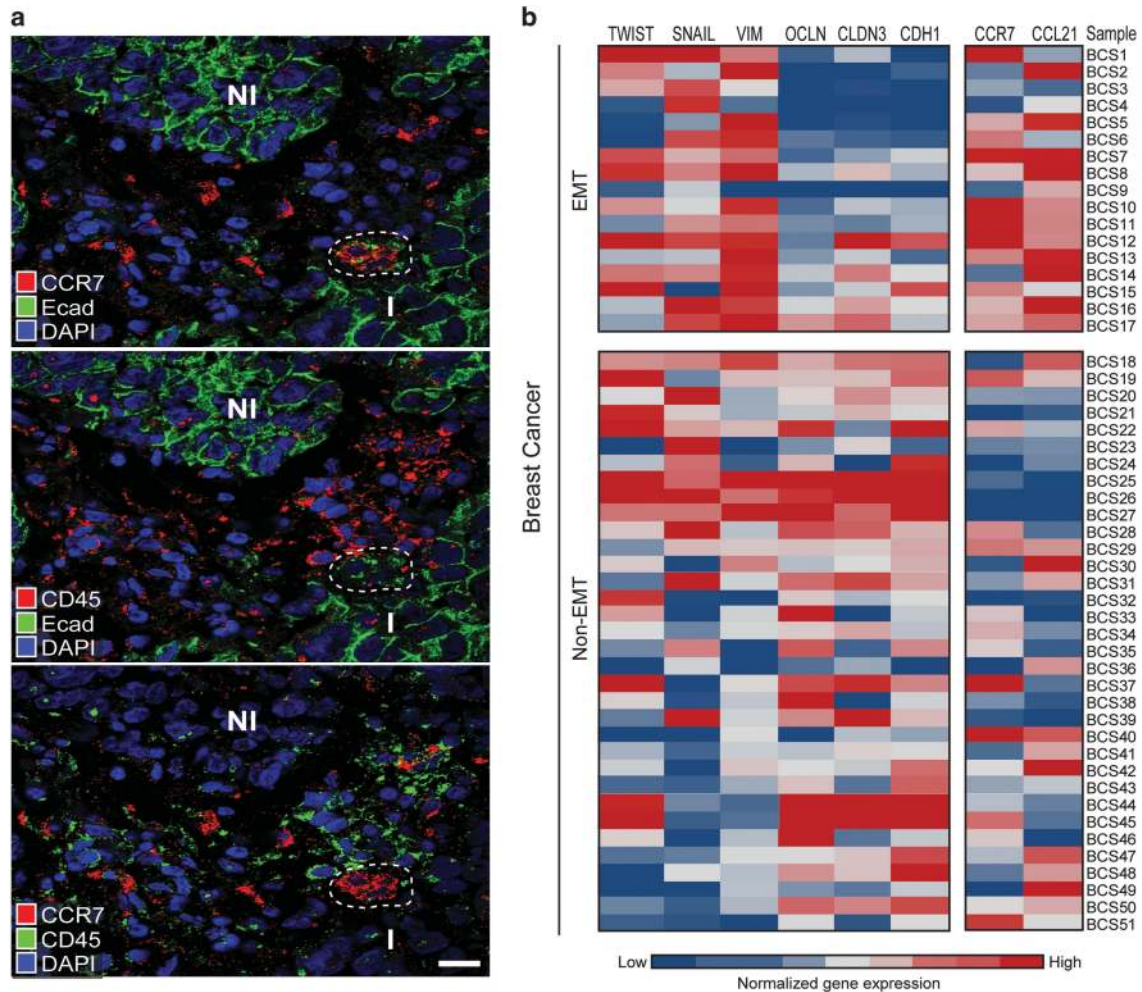 a
NI
I
CCR7
Ecad
DAPI
NI
I
CD45
Ecad
DAPI
NI
I
CCR7
CD45
DAPI
b
TWIST SNAIL VIM OCLN CLDN3 CDH1 CCR7 CCL21 Sample
Breast Cancer
EMT
BCS1
BCS2
BCS3
BCS4
BCS5
BCS6
BCS7
BCS8
BCS9
BCS10
BCS11
BCS12
BCS13
BCS14
BCS15
BCS16
BCS17
Non-EMT
BCS18
BCS19
BCS20
BCS21
BCS22
BCS23
BCS24
BCS25
BCS26
BCS27
BCS28
BCS29
BCS30
BCS31
BCS32
BCS33
BCS34
BCS35
BCS36
BCS37
BCS38
BCS39
BCS40
BCS41
BCS42
BCS43
BCS44
BCS45
BCS46
BCS47
BCS48
BCS49
BCS50
BCS51
Low High
Normalized gene expression